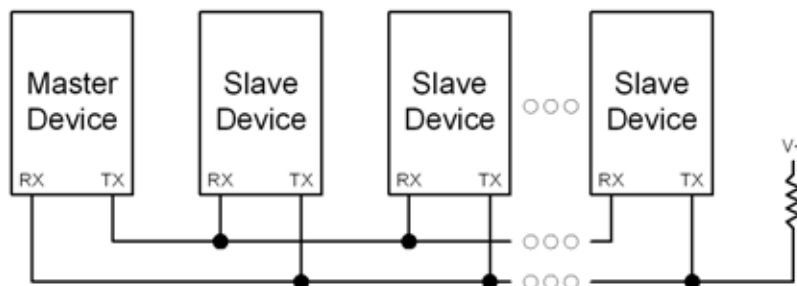 Master
Device
RX TX
Slave
Device
RX TX
Slave
Device
RX TX
Slave
Device
RX TX
V+